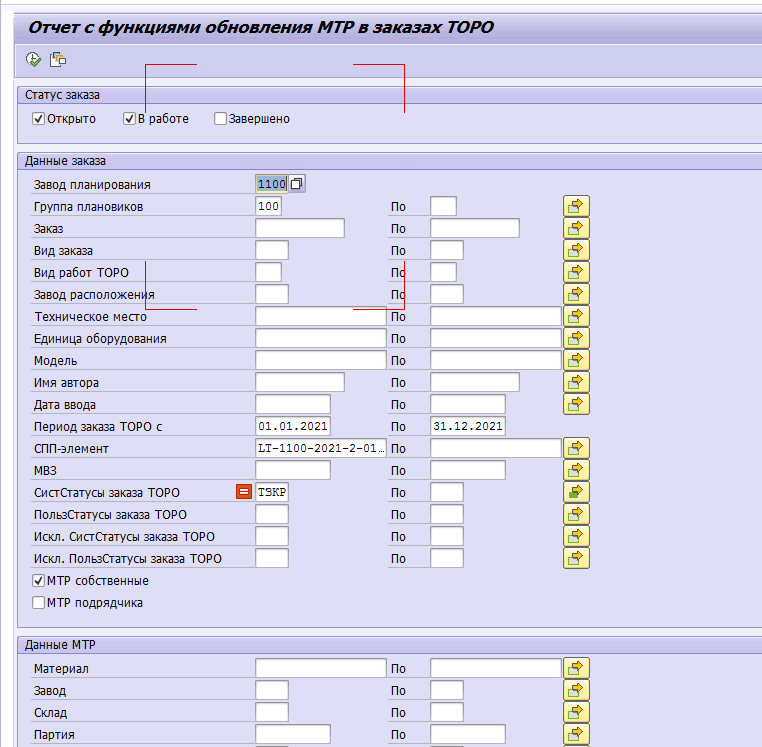 Отчет с функциями обновления МТР в заказах ТОРО
Статус заказа
Открыто В работе Завершено
Данные заказа
Завод планирования 1100
Группа плановиков 100 По
Заказ По
Вид заказа По
Вид работ ТОРО По
Завод расположения По
Техническое место По
Единица оборудования По
Модель По
Имя автора По
Дата ввода По
Период заказа ТОРО с 01.01.2021 По 31.12.2021
СПП-элемент LT-1100-2021-2-01… По
МВЗ По
СистСтатусы заказа ТОРО ТЗКР По
ПользСтатусы заказа ТОРО По
Искл. СистСтатусы заказа ТОРО По
Искл. ПользСтатусы заказа ТОРО По
МТР собственные
МТР подрядчика
Данные МТР
Материал По
Завод По
Склад По
Партия По